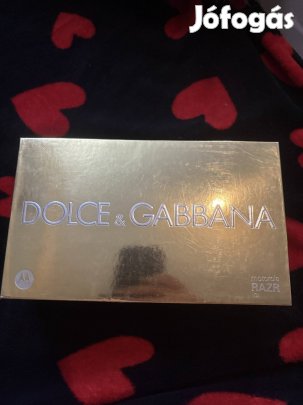 Jófogás
DOLCE & GABBANA
motorola
RAZR